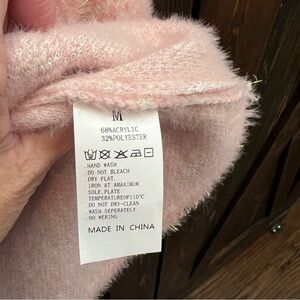 M
68%ACRYLIC
32%POLYESTER
HAND WASH
DO NOT BLEACH
DRY FLAT.
IRON AT AMAXIMUM
SOLE.PLATE
TEMPERATUREOF110°C
DO NOT DRY-CLEAN
WASH SEPERATELY
NO WERING
MADE IN CHINA